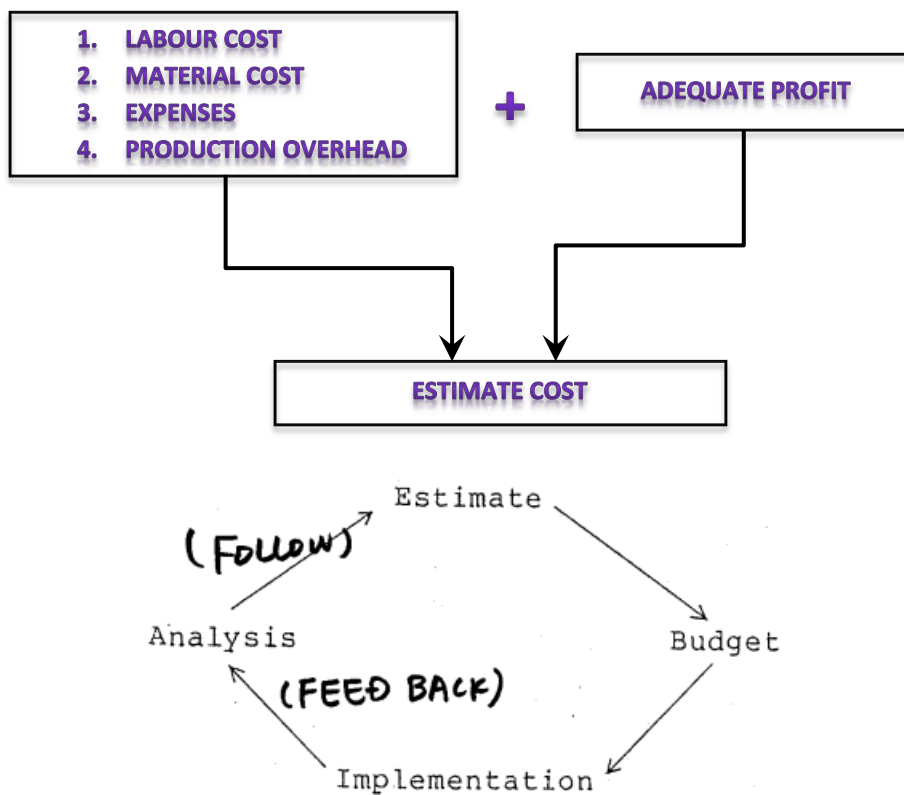 1. LABOUR COST
2. MATERIAL COST
3. EXPENSES
4. PRODUCTION OVERHEAD
+
ADEQUATE PROFIT
ESTIMATE COST
Estimate
(FOLLOW)
Analysis
Budget
(FEED BACK)
Implementation